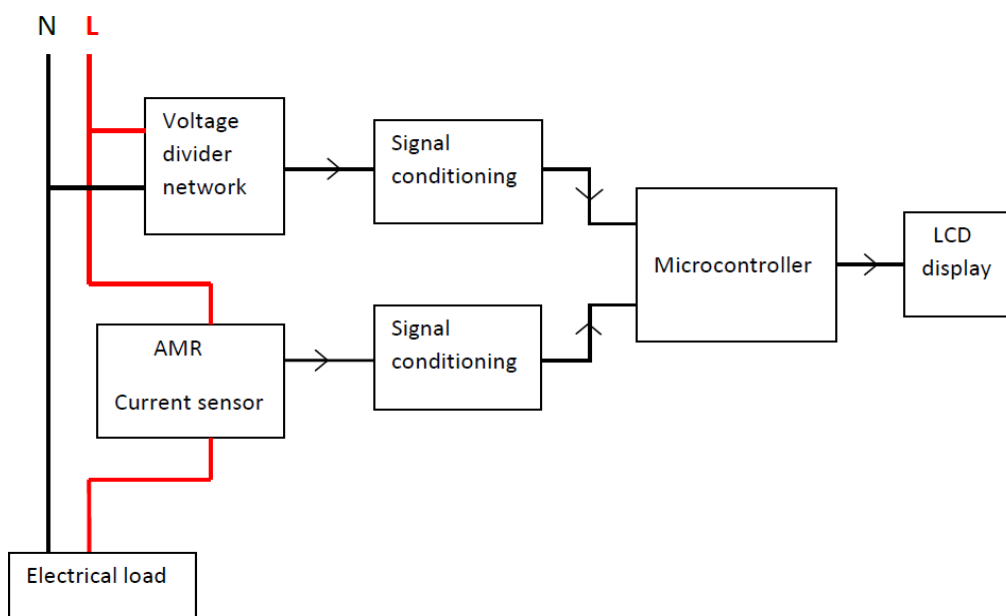 N L
Voltage
divider
network
Signal
conditioning
Microcontroller
LCD
display
AMR
Current sensor
Signal
conditioning
Electrical load